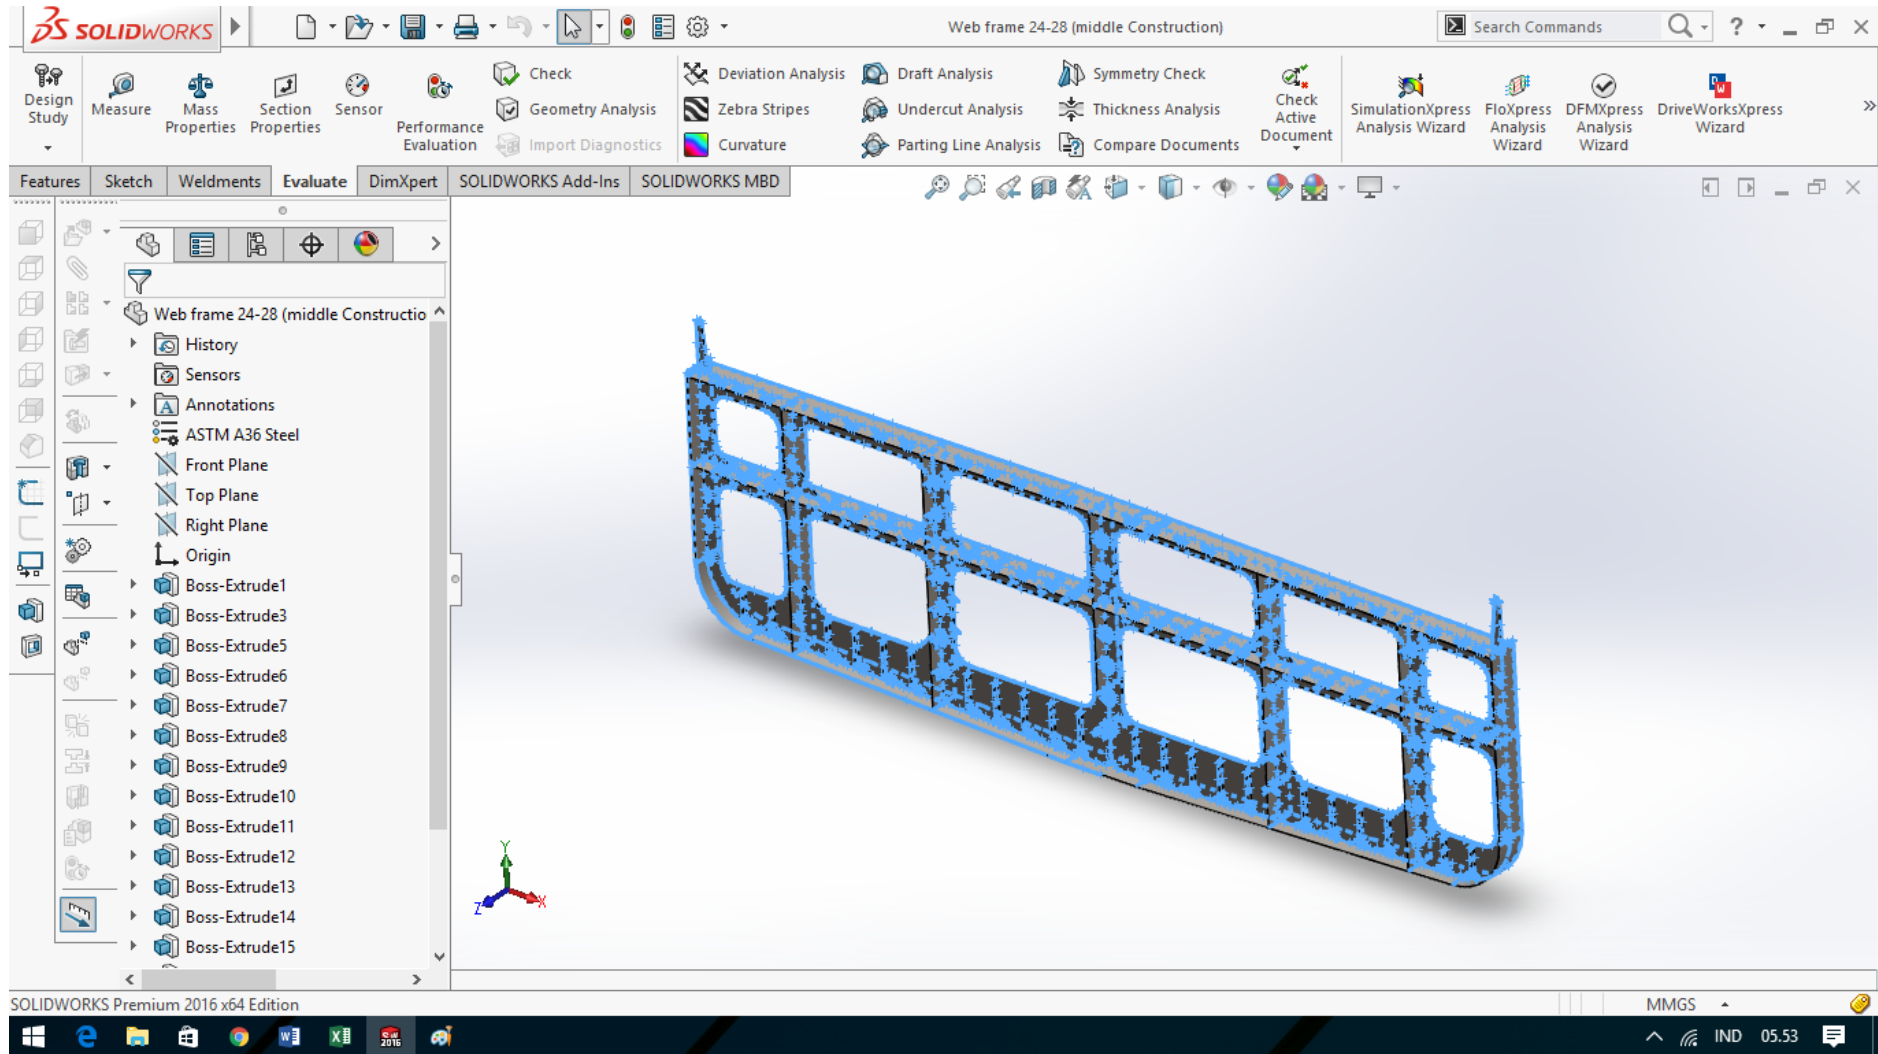 SOLIDWORKS
Web frame 24-28 (middle Construction)
Search Commands
?
Design Study
Measure
Mass Properties
Section Properties
Sensor
Performance Evaluation
Check
Geometry Analysis
Import Diagnostics
Deviation Analysis
Zebra Stripes
Curvature
Draft Analysis
Undercut Analysis
Parting Line Analysis
Symmetry Check
Thickness Analysis
Compare Documents
Check Active Document
SimulationXpress Analysis Wizard
FloXpress Analysis Wizard
DFMXpress Analysis Wizard
DriveWorksXpress Wizard
Features
Sketch
Weldments
Evaluate
DimXpert
SOLIDWORKS Add-Ins
SOLIDWORKS MBD
Web frame 24-28 (middle Constructio
History
Sensors
Annotations
ASTM A36 Steel
Front Plane
Top Plane
Right Plane
Origin
Boss-Extrude1
Boss-Extrude3
Boss-Extrude5
Boss-Extrude6
Boss-Extrude7
Boss-Extrude8
Boss-Extrude9
Boss-Extrude10
Boss-Extrude11
Boss-Extrude12
Boss-Extrude13
Boss-Extrude14
Boss-Extrude15
Y
Z
X
SOLIDWORKS Premium 2016 x64 Edition
MMGS
IND
05.53